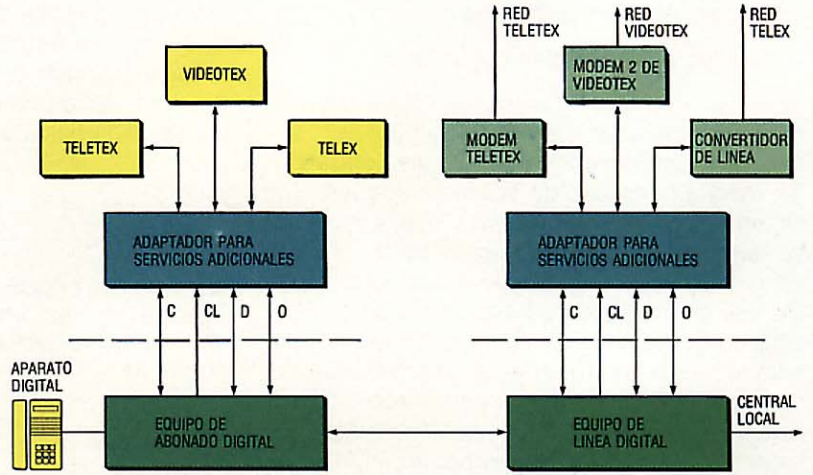 RED
TELETEX
RED
VIDEOTEX
RED
TELEX
VIDEOTEX
MODEM 2 DE
VIDEOTEX
TELETEX
TELEX
MODEM
TELETEX
CONVERTIDOR
DE LINEA
ADAPTADOR PARA
SERVICIOS ADICIONALES
ADAPTADOR PARA
SERVICIOS ADICIONALES
C CL D O
C CL D O
APARATO
DIGITAL
EQUIPO DE
ABONADO DIGITAL
EQUIPO DE
LINEA DIGITAL
CENTRAL
LOCAL